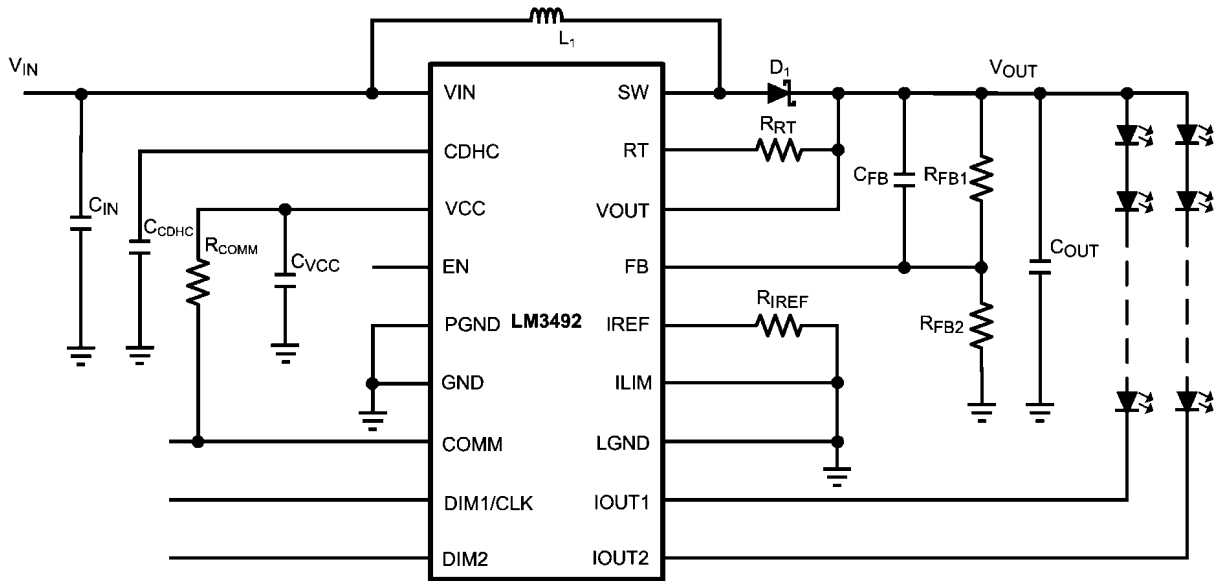 L1
VIN
D1
VOUT
VIN
SW
RRT
CDHC
RT
CFB
RFB1
CIN
CCDHC
RCOMM
VCC
VOUT
CVCC
COUT
EN
FB
RIREF
RFB2
PGND
LM3492
IREF
GND
ILIM
COMM
LGND
DIM1/CLK
IOUT1
DIM2
IOUT2